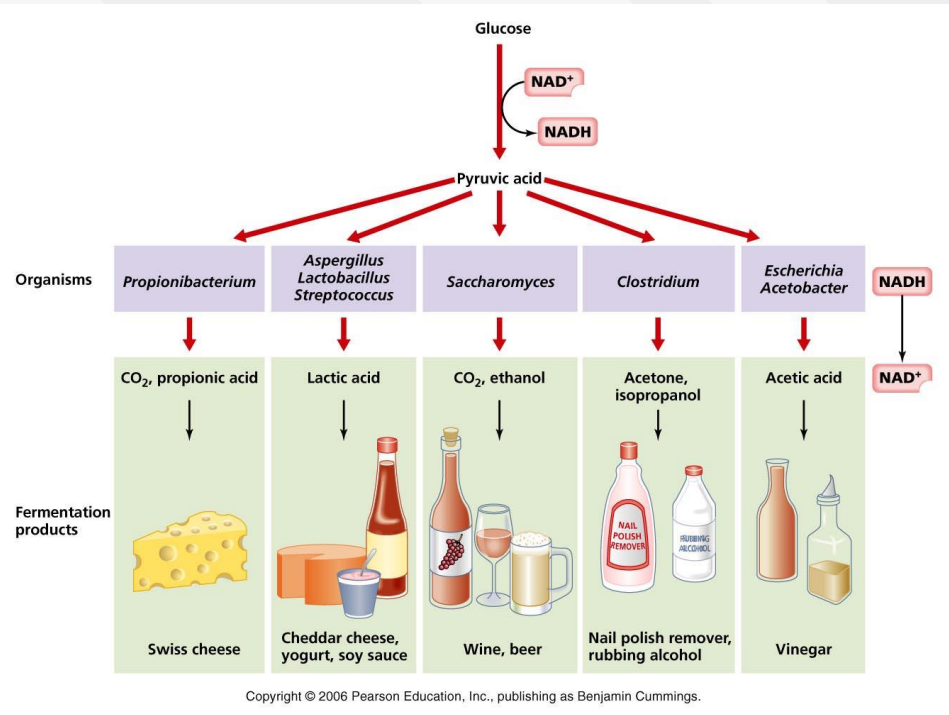 Glucose
NAD+
NADH
Pyruvic acid
Organisms
Propionibacterium
Aspergillus
Lactobacillus
Streptococcus
Saccharomyces
Clostridium
Escherichia
Acetobacter
NADH
CO2, propionic acid
Lactic acid
CO2, ethanol
Acetone,
isopropanol
Acetic acid
NAD+
Fermentation
products
NAIL
POLISH
REMOVER
RUBBING
ALCOHOL
Swiss cheese
Cheddar cheese,
yogurt, soy sauce
Wine, beer
Nail polish remover,
rubbing alcohol
Vinegar
Copyright © 2006 Pearson Education, Inc., publishing as Benjamin Cummings.